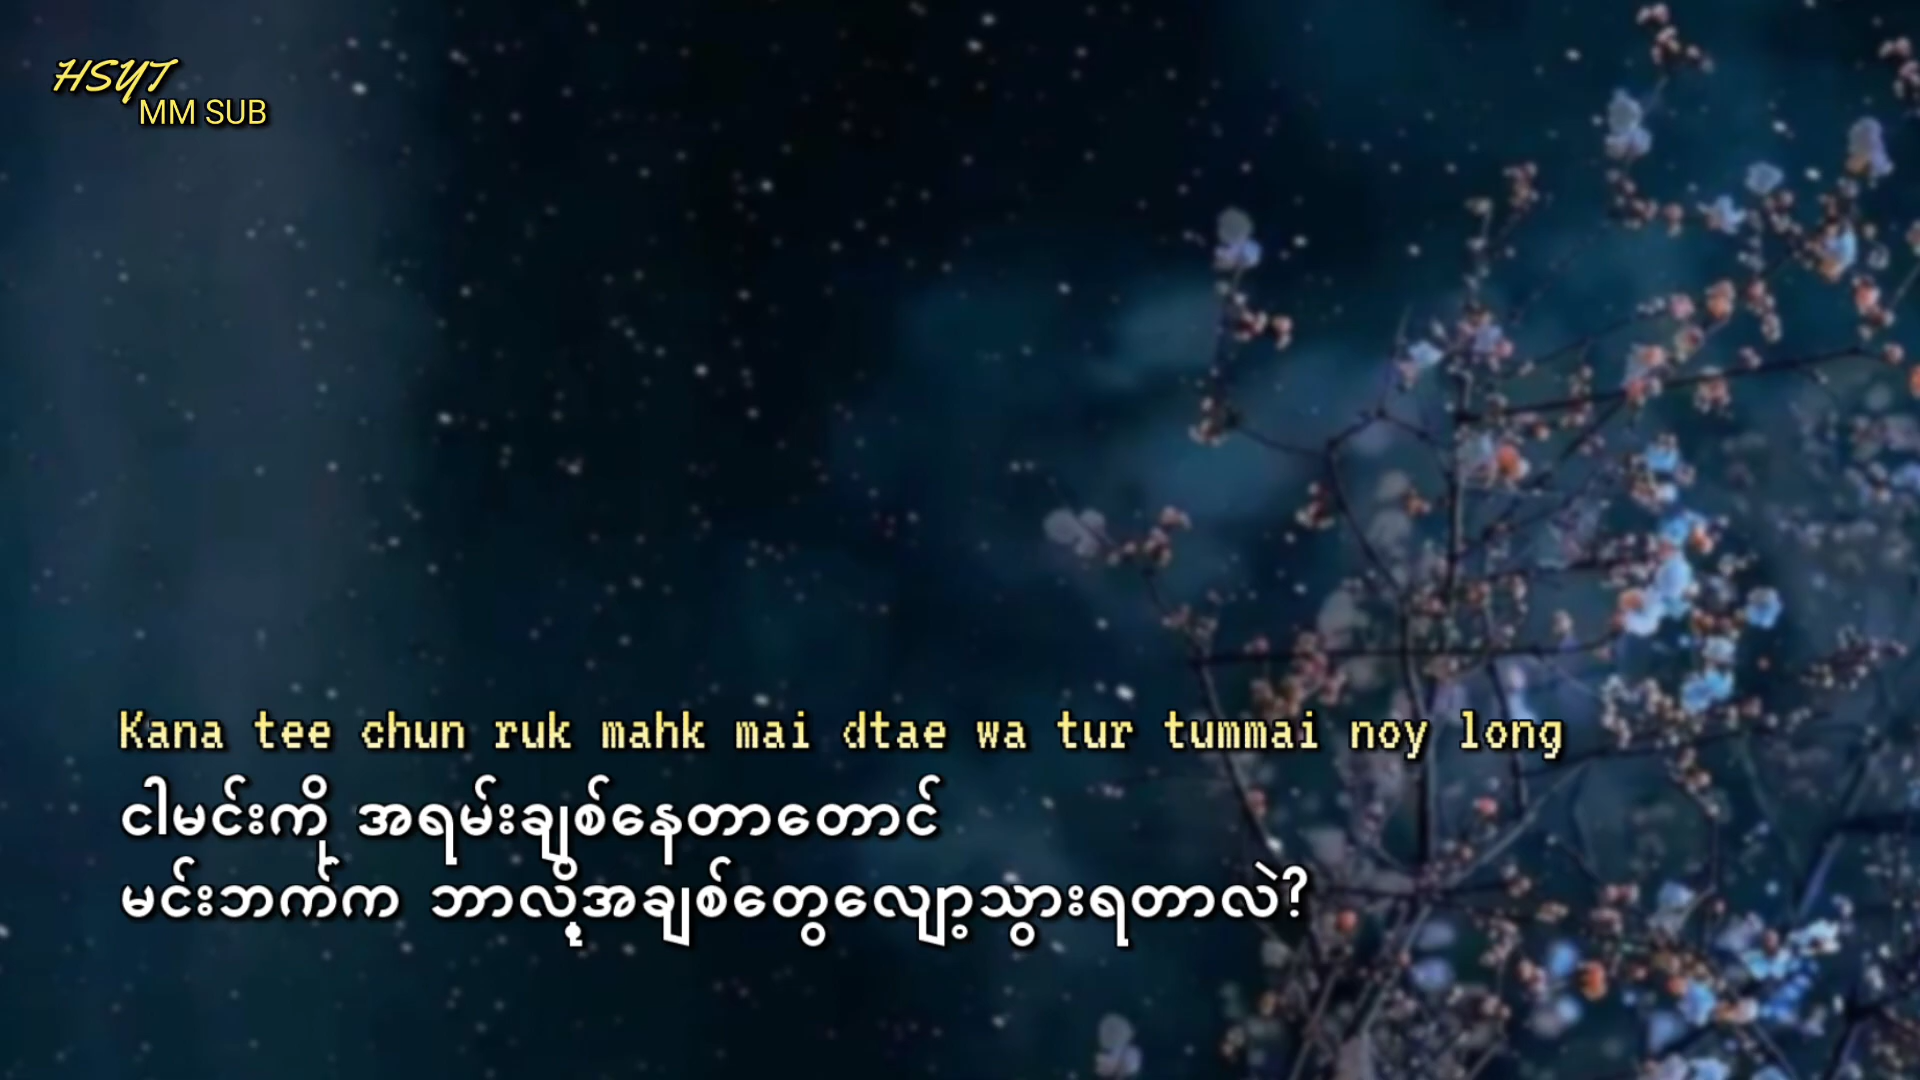 HSYT
MM SUB
Kana tee chun ruk mahk mai dtae wa tur tummai noy long
ငါမင်းကို အရမ်းချစ်နေတာတောင်
မင်းဘက်က ဘာလို့အချစ်တွေလျော့သွားရတာလဲ?